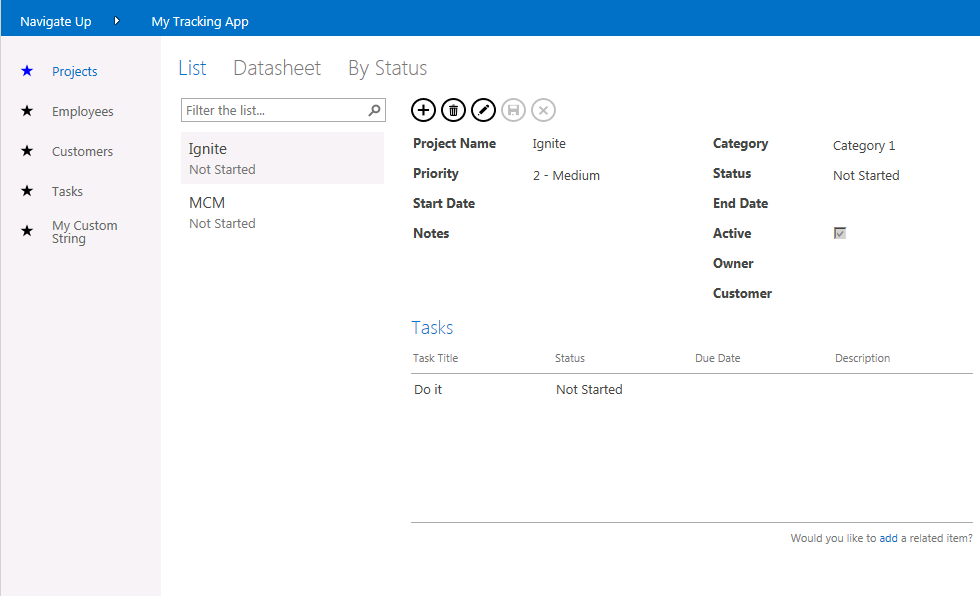 Navigate Up
My Tracking App
Projects
Employees
Customers
Tasks
My Custom
String
List
Datasheet
By Status
Filter the list...
Ignite
Not Started
MCM
Not Started
Project Name
Ignite
Category
Category 1
Priority
2 - Medium
Status
Not Started
Start Date
End Date
Notes
Active
Owner
Customer
Tasks
Task Title
Status
Due Date
Description
Do it
Not Started
Would you like to add a related item?